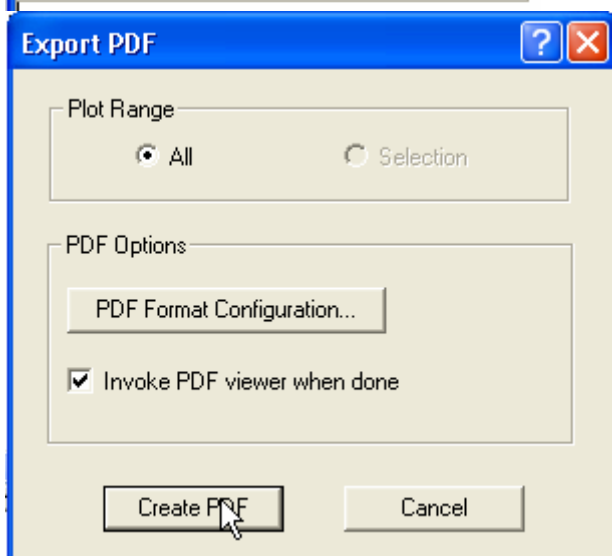 Export PDF
Plot Range
All Selection
PDF Options
PDF Format Configuration...
Invoke PDF viewer when done
Create PDF Cancel